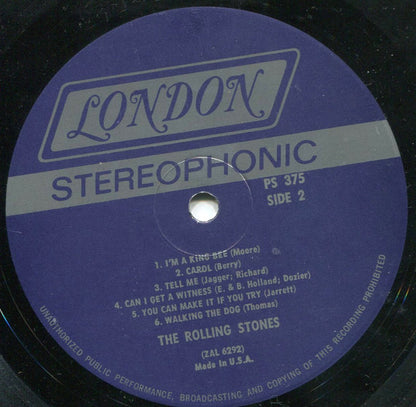 LONDON
STEREOPHONIC
PS 375
SIDE 2
1. I'M A KING BEE (Moore)
2. CAROL (Berry)
3. TELL ME (Jagger; Richard)
4. CAN I GET A WITNESS (E. & B. Holland; Dozier)
5. YOU CAN MAKE IT IF YOU TRY (Jarrett)
6. WALKING THE DOG (Thomas)
THE ROLLING STONES
(ZAL 6292)
Made in U.S.A.
UNAUTHORIZED PUBLIC PERFORMANCE, BROADCASTING AND COPYING OF THIS RECORDING PROHIBITED